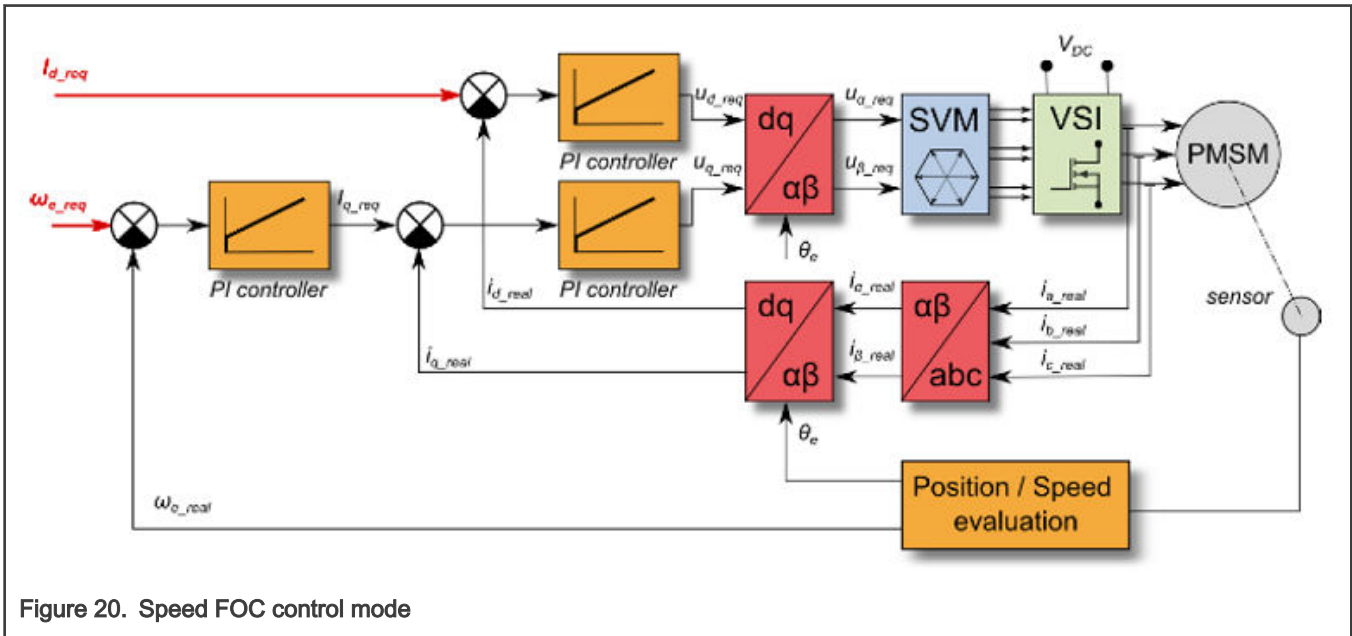 V_DC
I_d_req
u_d_req
u_α_req
dq
αβ
SVM
VSI
PMSM
PI controller
u_q_req
u_β_req
ω_e_req
I_q_req
θ_e
PI controller
i_d_real
PI controller
dq
αβ
i_α_real
αβ
abc
i_a_real
sensor
i_b_real
i_q_real
i_β_real
i_c_real
θ_e
ω_e_real
Position / Speed
evaluation
Figure 20. Speed FOC control mode